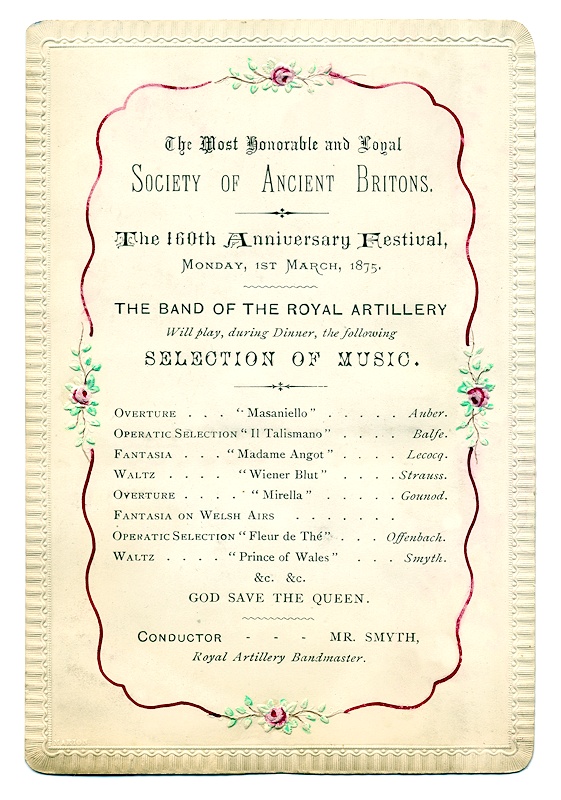 The Most Honorable and Loyal
SOCIETY OF ANCIENT BRITONS.
The 160th Anniversary Festival,
MONDAY, 1ST MARCH, 1875.
THE BAND OF THE ROYAL ARTILLERY
Will play, during Dinner, the following
SELECTION OF MUSIC.
OVERTURE . . . "Masaniello" . . . . . Auber.
OPERATIC SELECTION "Il Talismano" . . . . Balfe.
FANTASIA . . . "Madame Angot" . . . . Lecocq.
WALTZ . . . . "Wiener Blut" . . . . Strauss.
OVERTURE . . . . "Mirella" . . . . Gounod.
FANTASIA ON WELSH AIRS . . . . . . .
OPERATIC SELECTION "Fleur de Thé" . . . Offenbach.
WALTZ . . . . "Prince of Wales" . . . Smyth.
&c. &c.
GOD SAVE THE QUEEN.
CONDUCTOR - - - MR. SMYTH,
Royal Artillery Bandmaster.